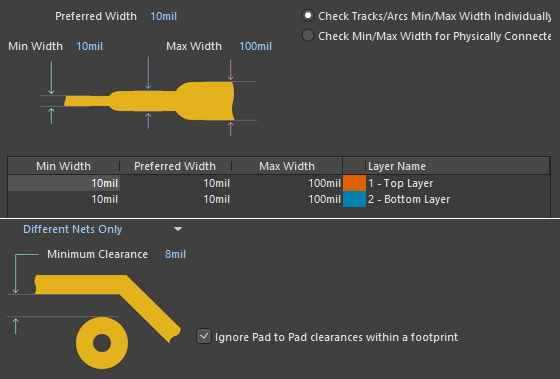 Preferred Width 10mil
Check Tracks/Arcs Min/Max Width Individually
Check Min/Max Width for Physically Connecte
Min Width 10mil Max Width 100mil
Min Width Preferred Width Max Width Layer Name
10mil 10mil 100mil 1 - Top Layer
10mil 10mil 100mil 2 - Bottom Layer
Different Nets Only
Minimum Clearance 8mil
Ignore Pad to Pad clearances within a footprint